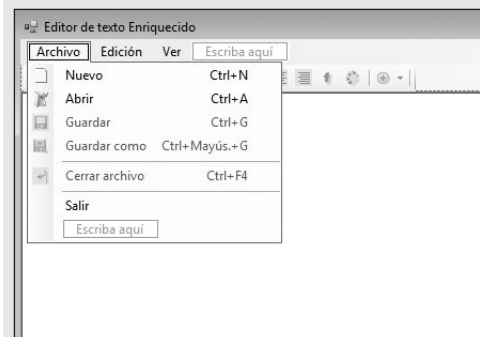 Editor de texto Enriquecido
Archivo Edición Ver Escriba aquí
Nuevo Ctrl+N
Abrir Ctrl+A
Guardar Ctrl+G
Guardar como Ctrl+Mayús.+G
Cerrar archivo Ctrl+F4
Salir
Escriba aquí